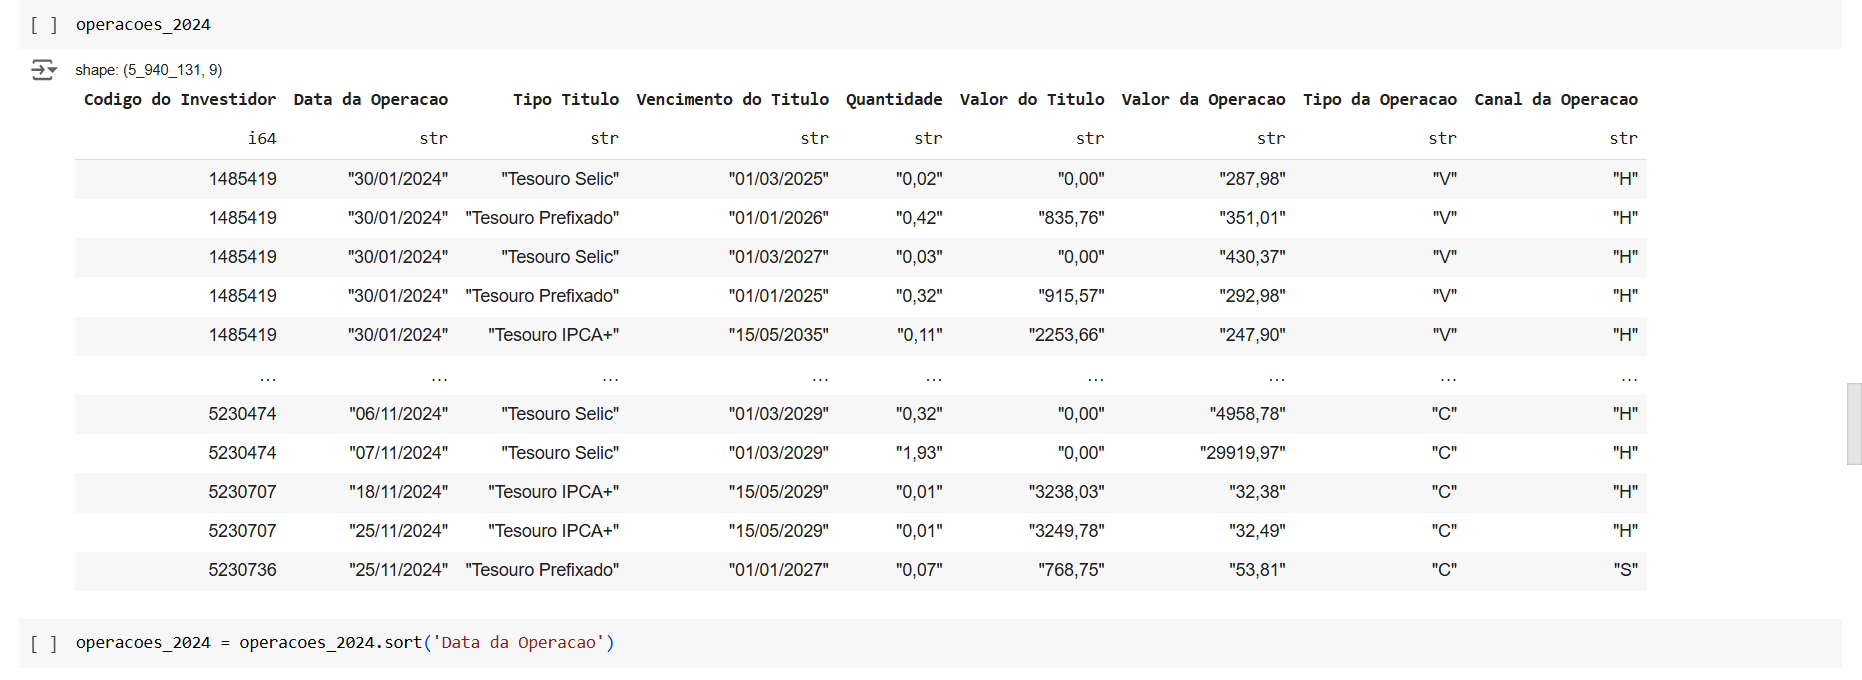 [ ] operacoes_2024
shape: (5_940_131, 9)
Codigo do Investidor Data da Operacao Tipo Titulo Vencimento do Titulo Quantidade Valor do Titulo Valor da Operacao Tipo da Operacao Canal da Operacao
i64 str str str str str str str str
1485419 "30/01/2024" "Tesouro Selic" "01/03/2025" "0,02" "0,00" "287,98" "V" "H"
1485419 "30/01/2024" "Tesouro Prefixado" "01/01/2026" "0,42" "835,76" "351,01" "V" "H"
1485419 "30/01/2024" "Tesouro Selic" "01/03/2027" "0,03" "0,00" "430,37" "V" "H"
1485419 "30/01/2024" "Tesouro Prefixado" "01/01/2025" "0,32" "915,57" "292,98" "V" "H"
1485419 "30/01/2024" "Tesouro IPCA+" "15/05/2035" "0,11" "2253,66" "247,90" "V" "H"
… … … … … … … … …
5230474 "06/11/2024" "Tesouro Selic" "01/03/2029" "0,32" "0,00" "4958,78" "C" "H"
5230474 "07/11/2024" "Tesouro Selic" "01/03/2029" "1,93" "0,00" "29919,97" "C" "H"
5230707 "18/11/2024" "Tesouro IPCA+" "15/05/2029" "0,01" "3238,03" "32,38" "C" "H"
5230707 "25/11/2024" "Tesouro IPCA+" "15/05/2029" "0,01" "3249,78" "32,49" "C" "H"
5230736 "25/11/2024" "Tesouro Prefixado" "01/01/2027" "0,07" "768,75" "53,81" "C" "S"
[ ] operacoes_2024 = operacoes_2024.sort('Data da Operacao')